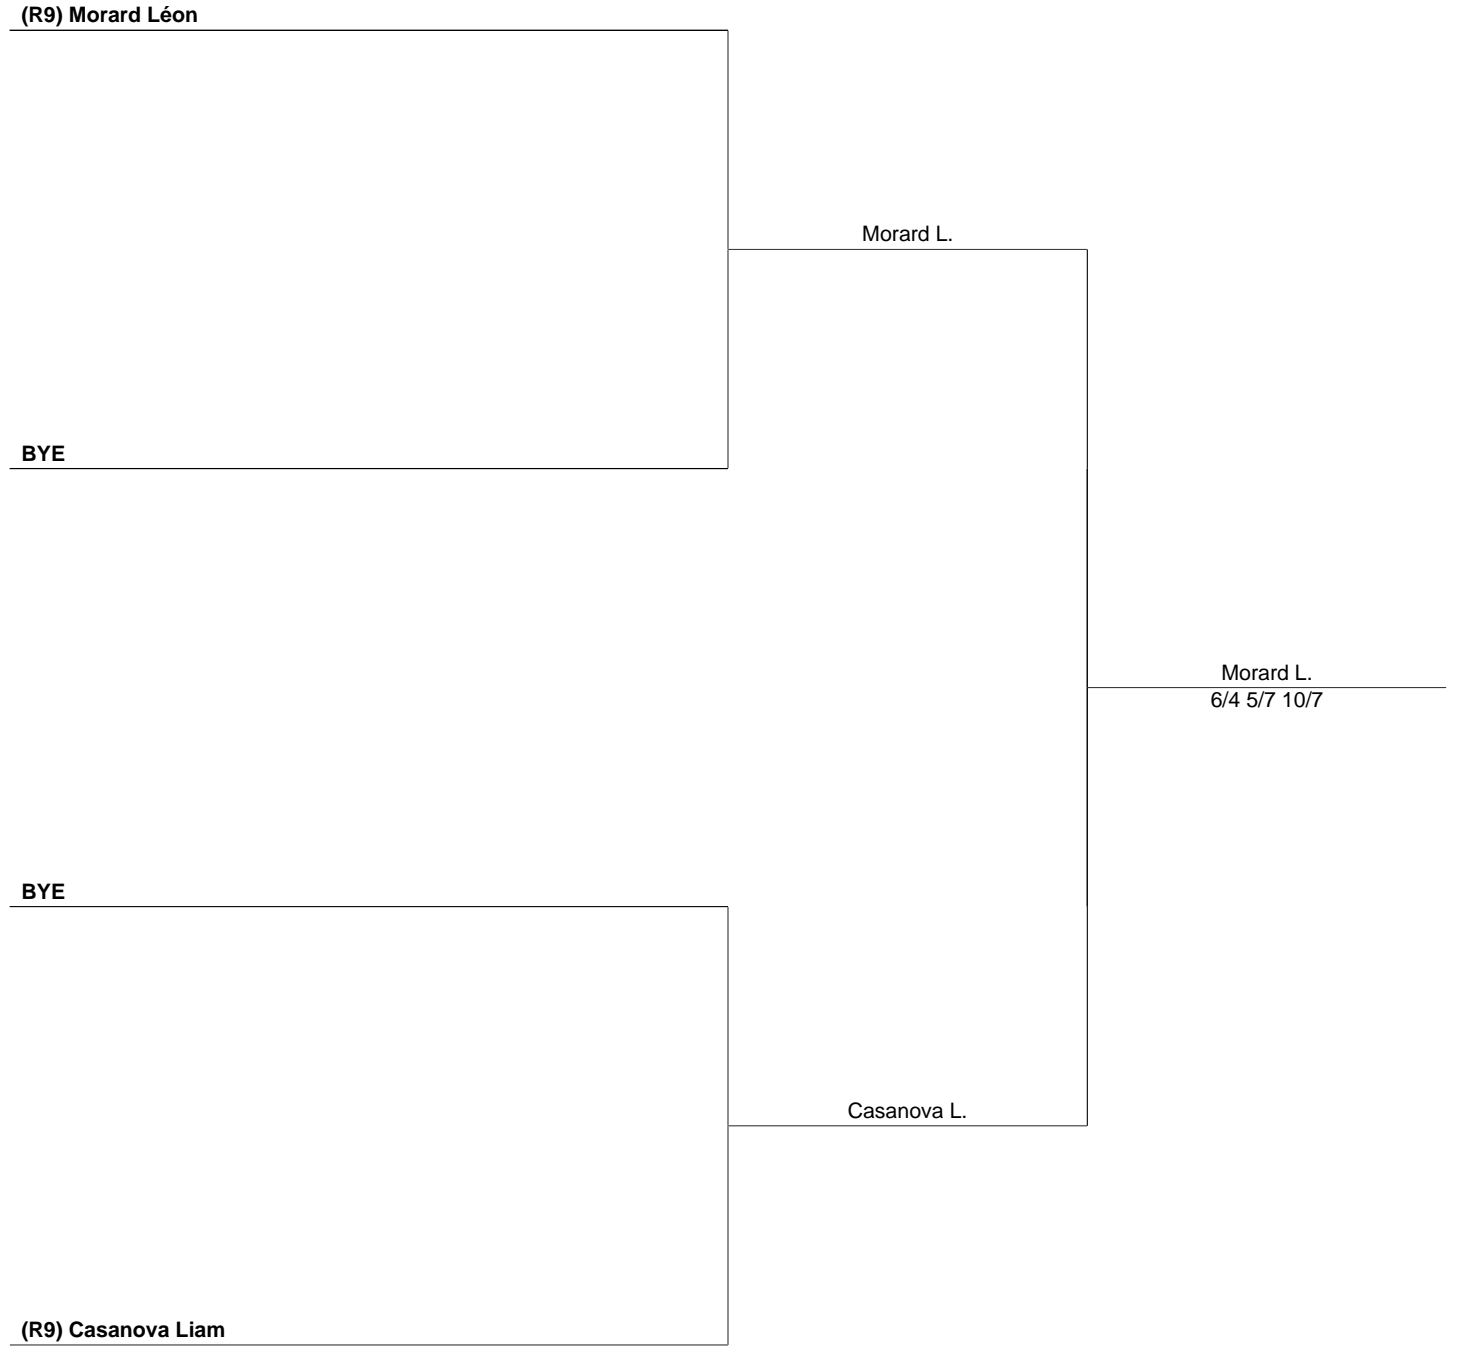 (R9) Morard Léon
Morard L.
BYE
Morard L.
6/4 5/7 10/7
BYE
Casanova L.
(R9) Casanova Liam